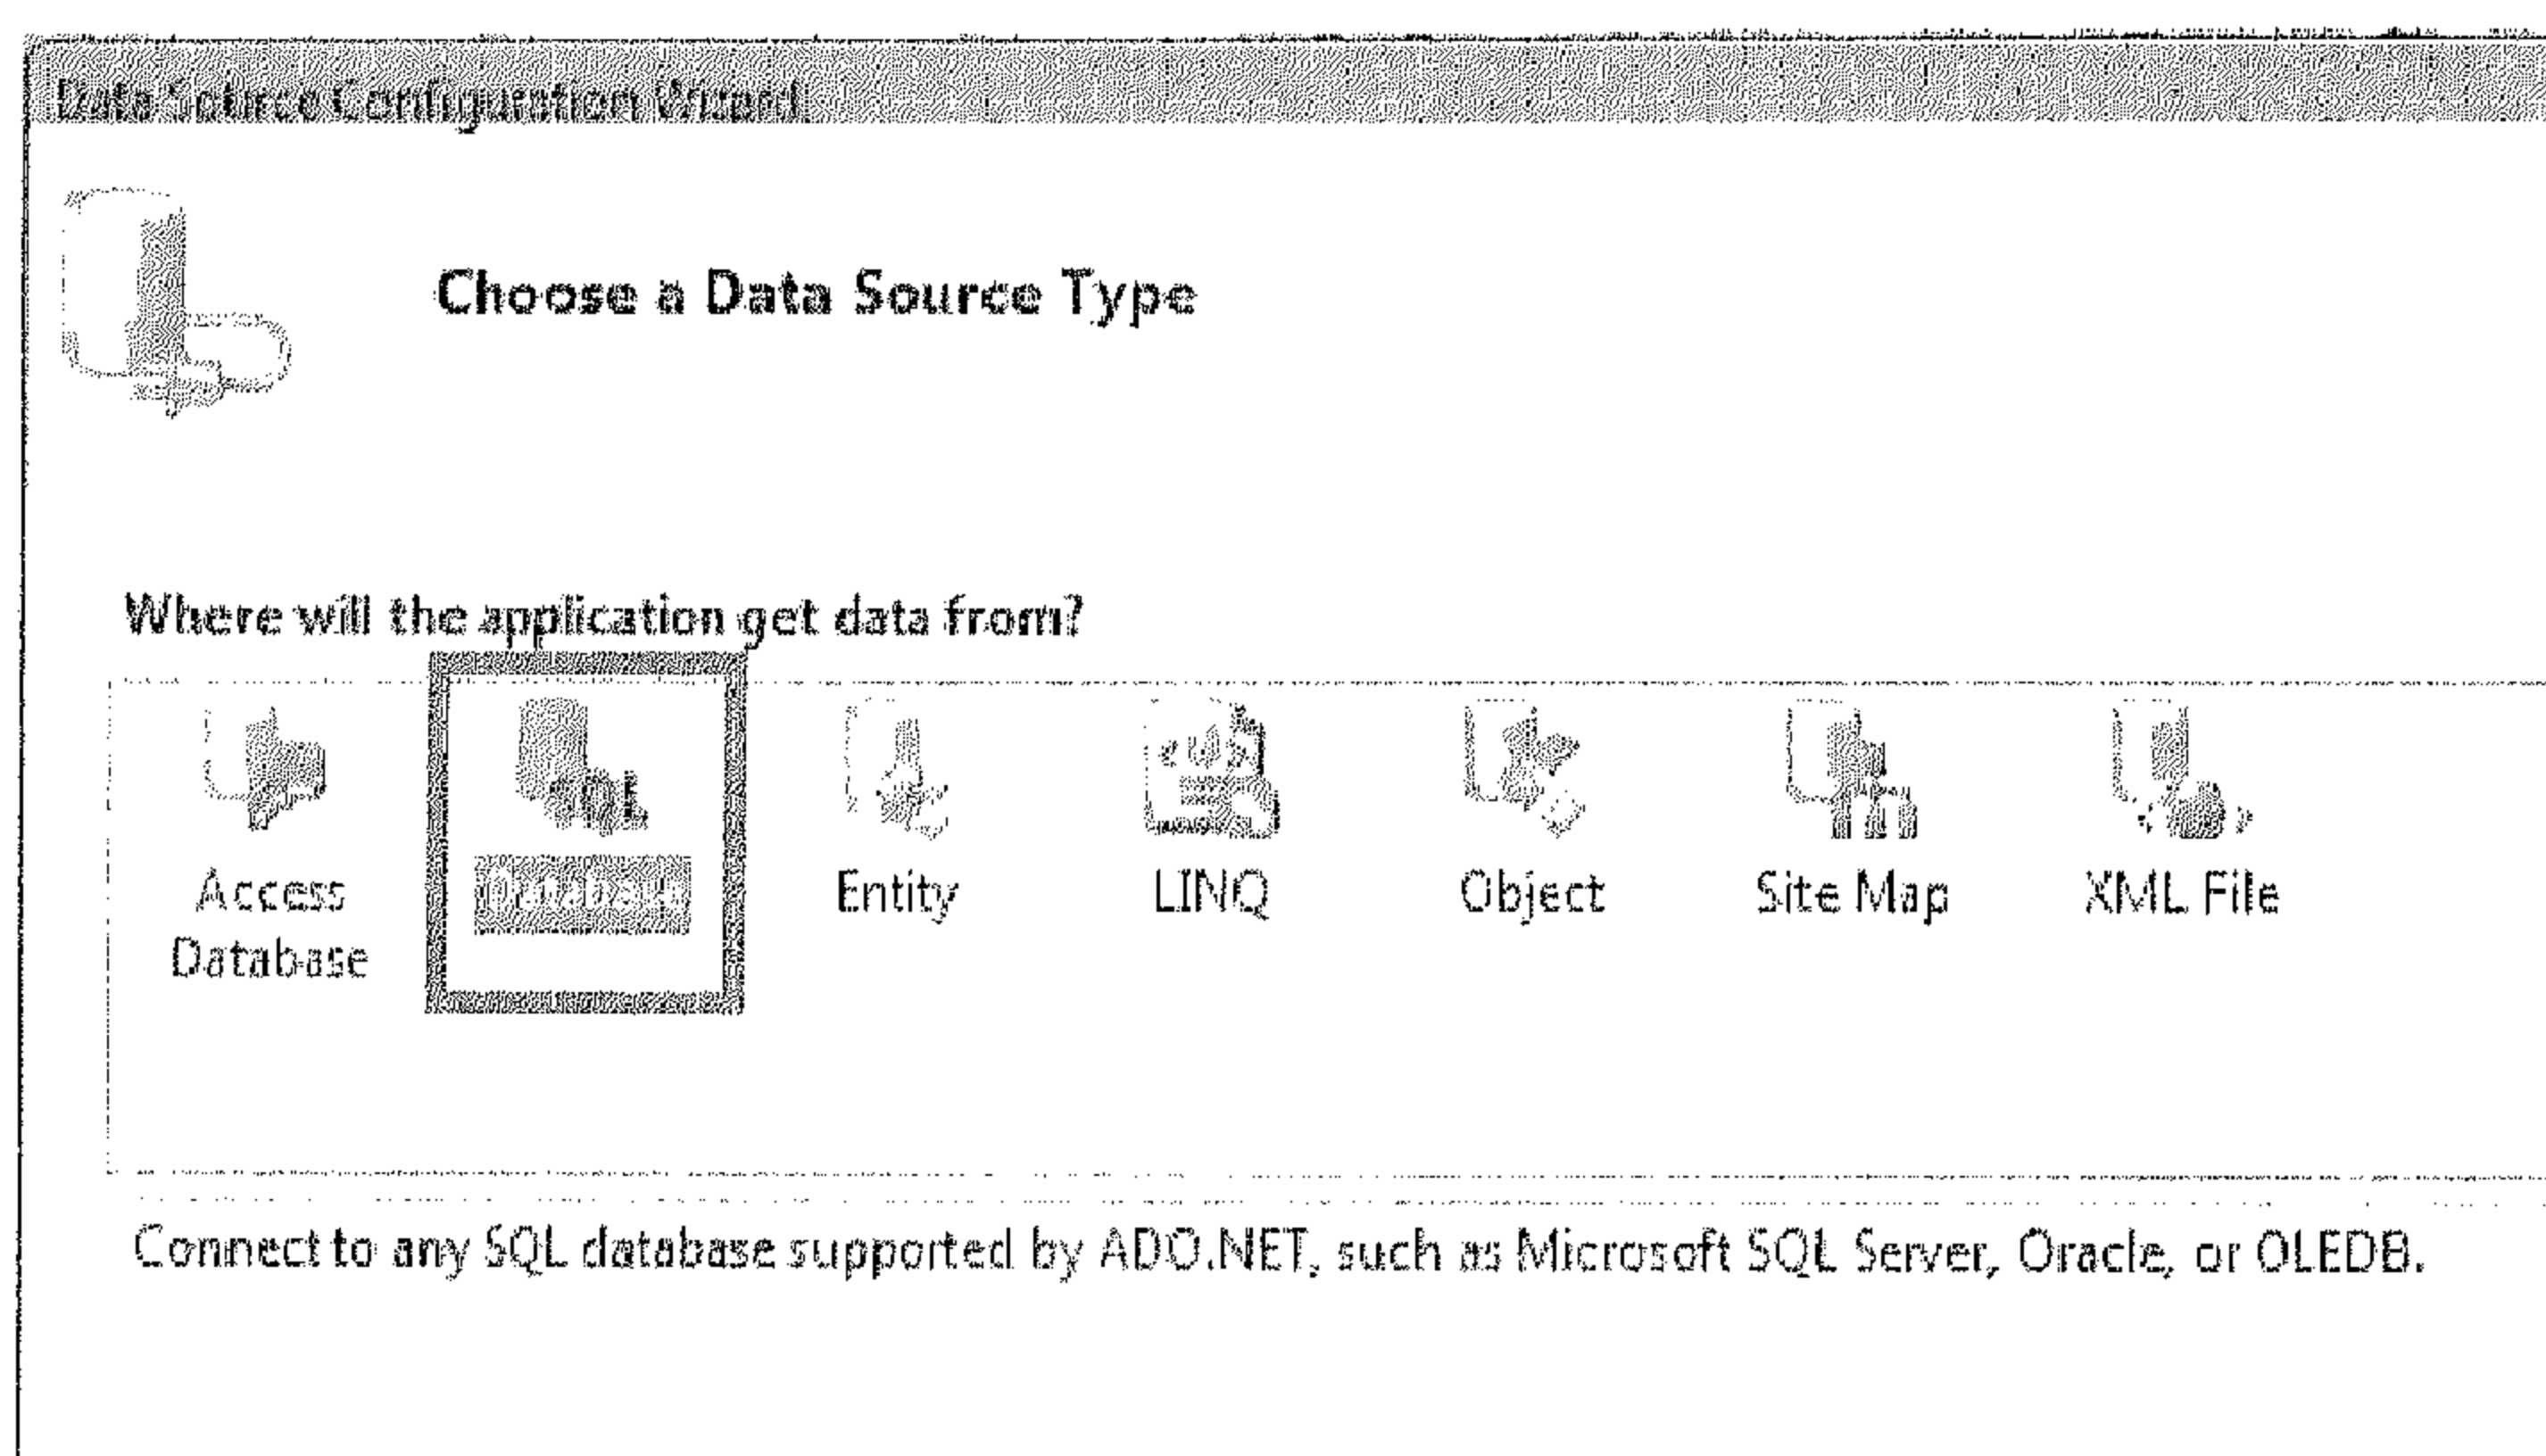 Data Source Configuration Wizard
Choose a Data Source Type
Where will the application get data from?
SQL
Access Database
Database
Entity
LINQ
Object
Site Map
XML File
Connect to any SQL database supported by ADO.NET, such as Microsoft SQL Server, Oracle, or OLEDB.